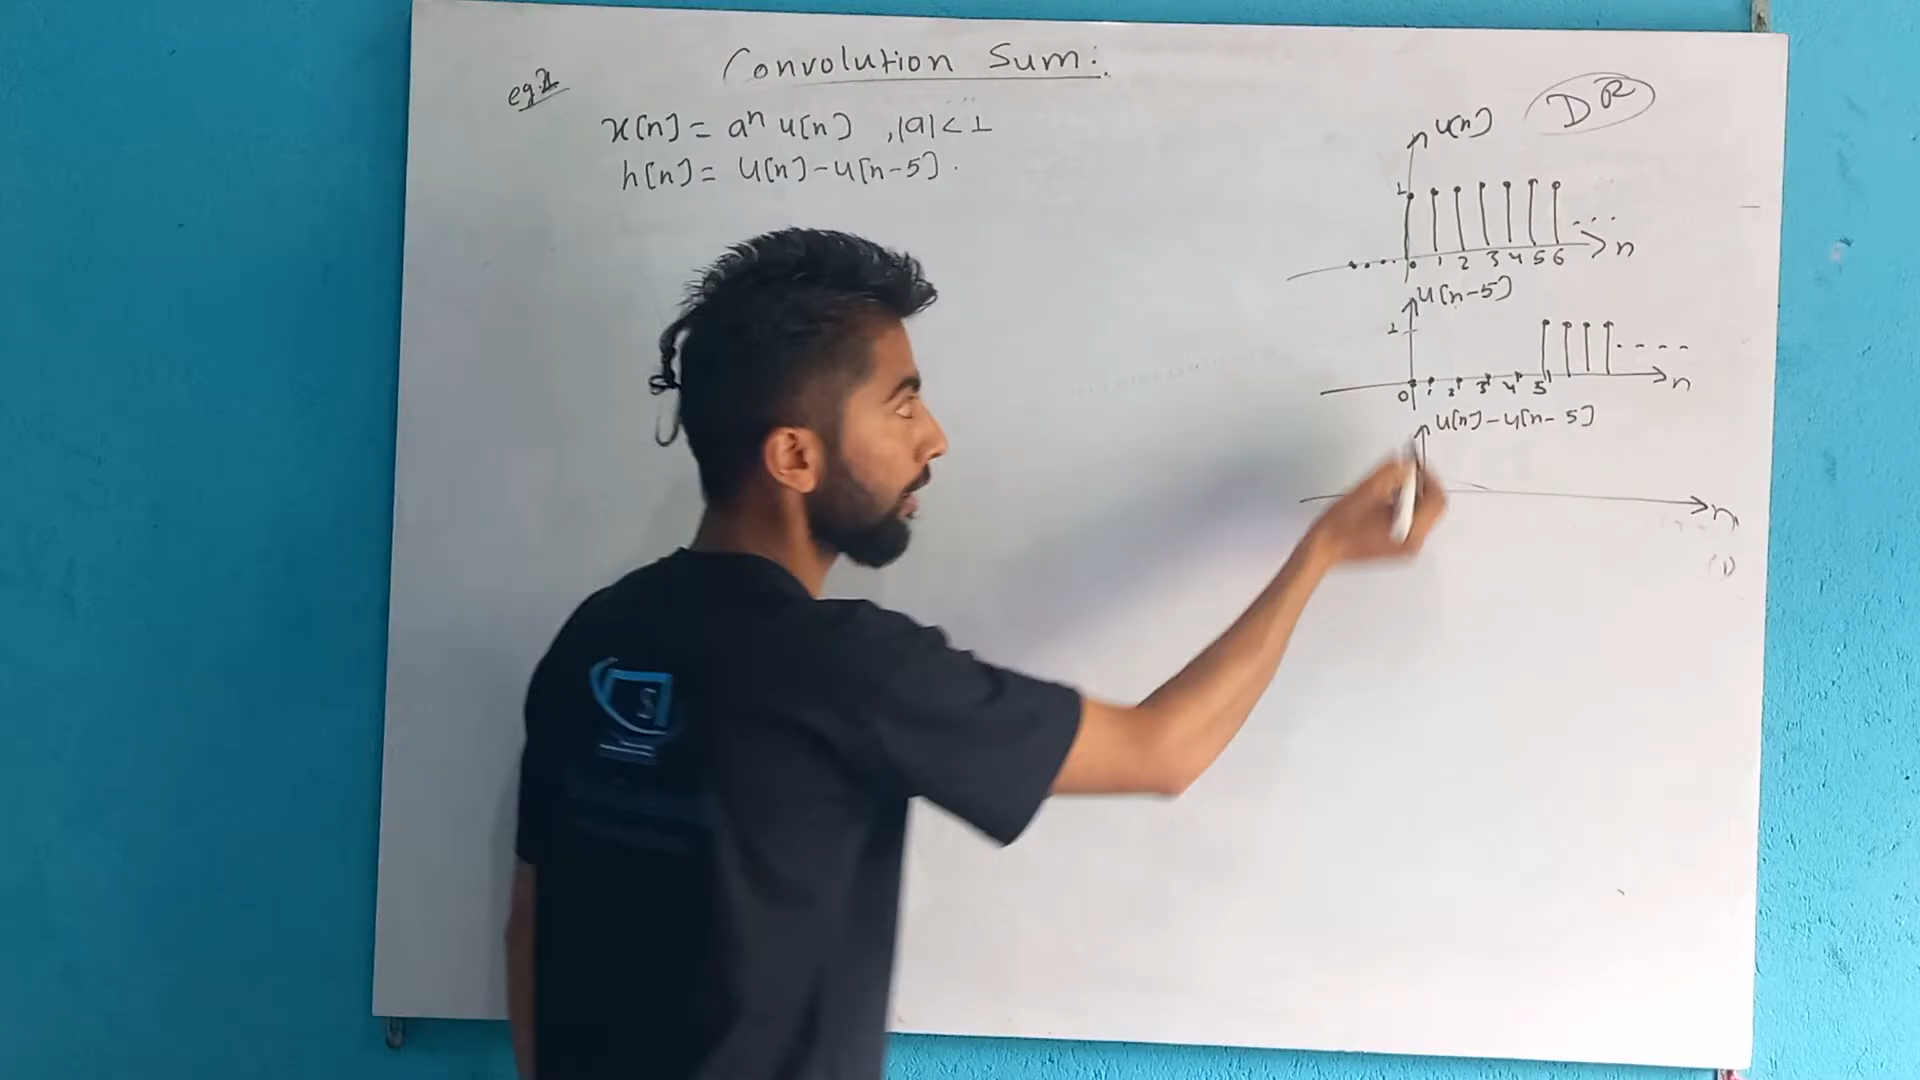 Convolution Sum:
eg.2
x[n] = aⁿ u[n] , |a| < 1
h[n] = u[n] - u[n-5].
DR
u[n]
1
0 1 2 3 4 5 6
n
u[n-5]
1
0 1 2 3 4 5
n
u[n] - u[n-5]
n
S